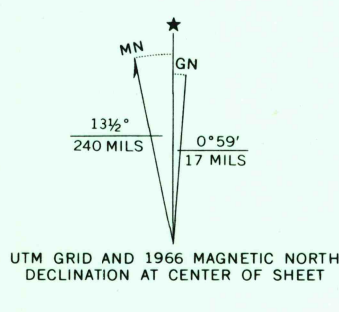 MN
GN
13½°
240 MILS
0°59′
17 MILS
UTM GRID AND 1966 MAGNETIC NORTH
DECLINATION AT CENTER OF SHEET